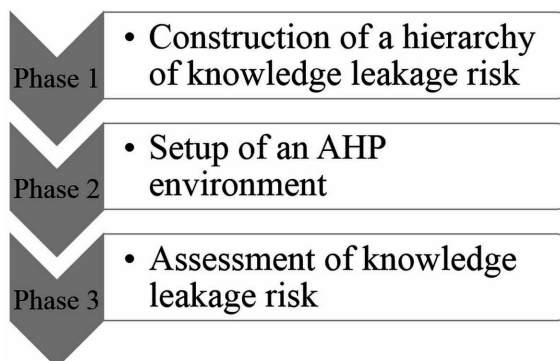 Phase 1
• Construction of a hierarchy
of knowledge leakage risk
Phase 2
• Setup of an AHP
environment
Phase 3
• Assessment of knowledge
leakage risk